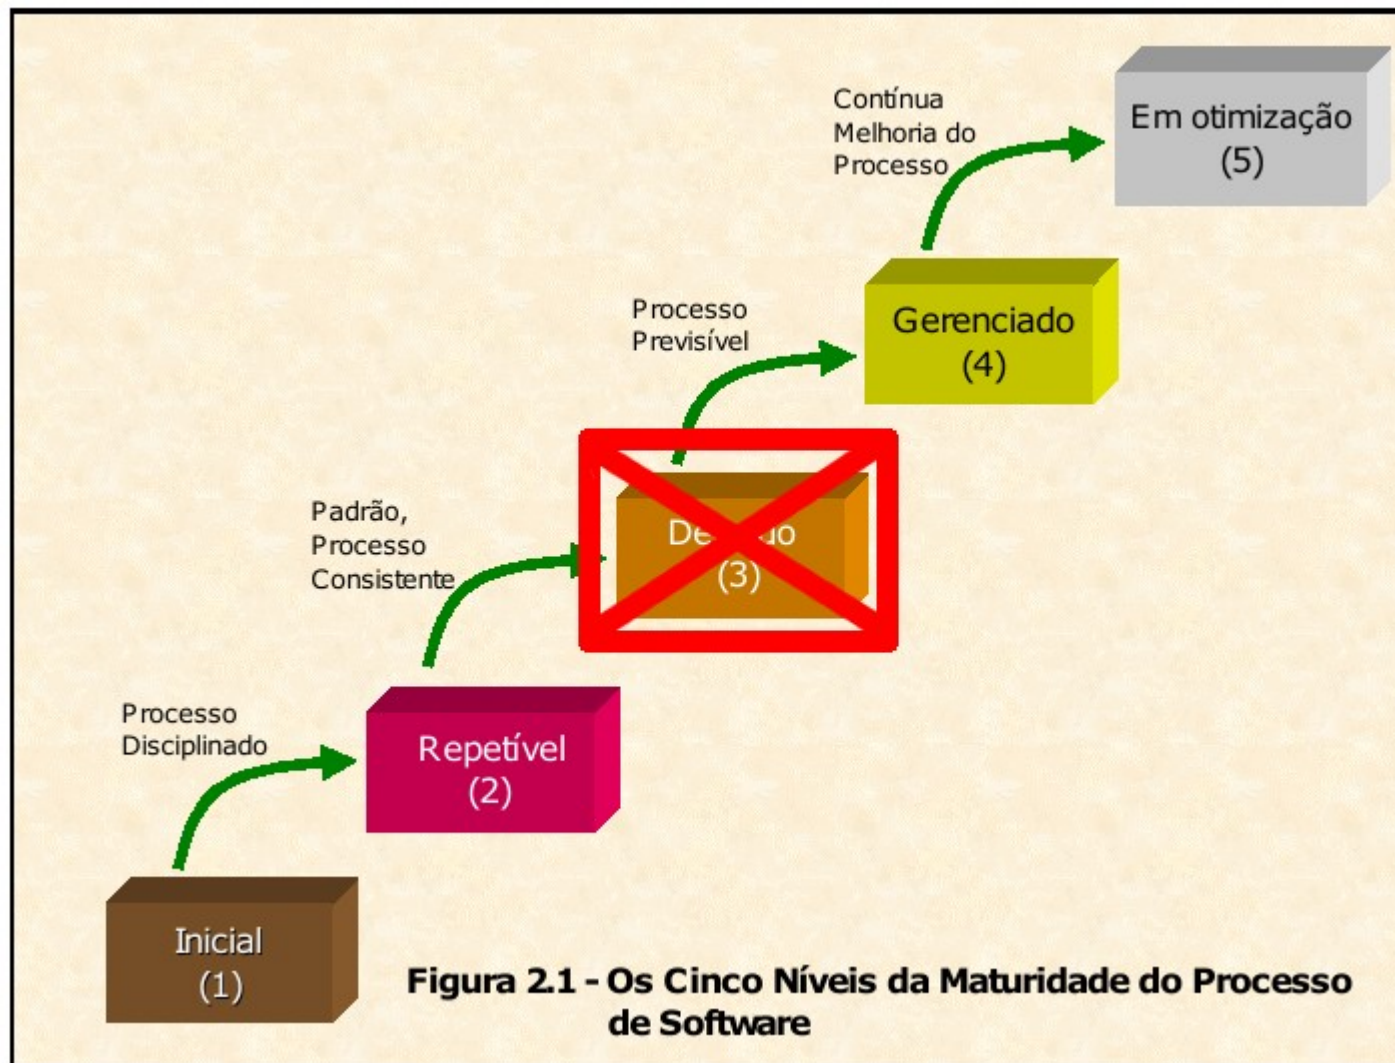 Contínua
Melhoria do
Processo
Em otimização
(5)
Processo
Previsível
Gerenciado
(4)
Padrão,
Processo
Consistente
(3)
Processo
Disciplinado
Repetível
(2)
Inicial
(1)
Figura 2.1 - Os Cinco Níveis da Maturidade do Processo
de Software